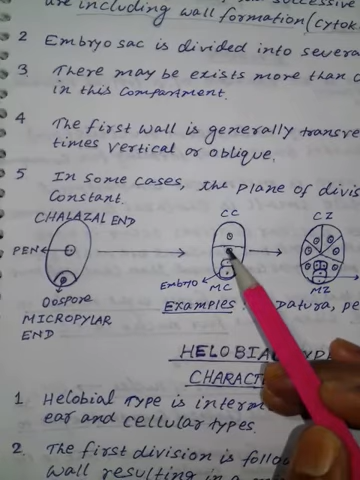 are including wall formation (cytok
2 Embryo sac is divided into severa
3 There may be exists more than o
in this compartment.
4 The first wall is generally transve
times vertical or oblique.
5 In some cases, the plane of divis
Constant.
CHALAZAL END
CC
CZ
PEN
Oospore
EMBRYO
MC
MZ
MICROPYLAR
END
Examples: Datura, pe
HELOBIAL
CHARACT
1. Helobial Type is interm
ear and cellular types.
2. The first division is follo
wall resulting in a